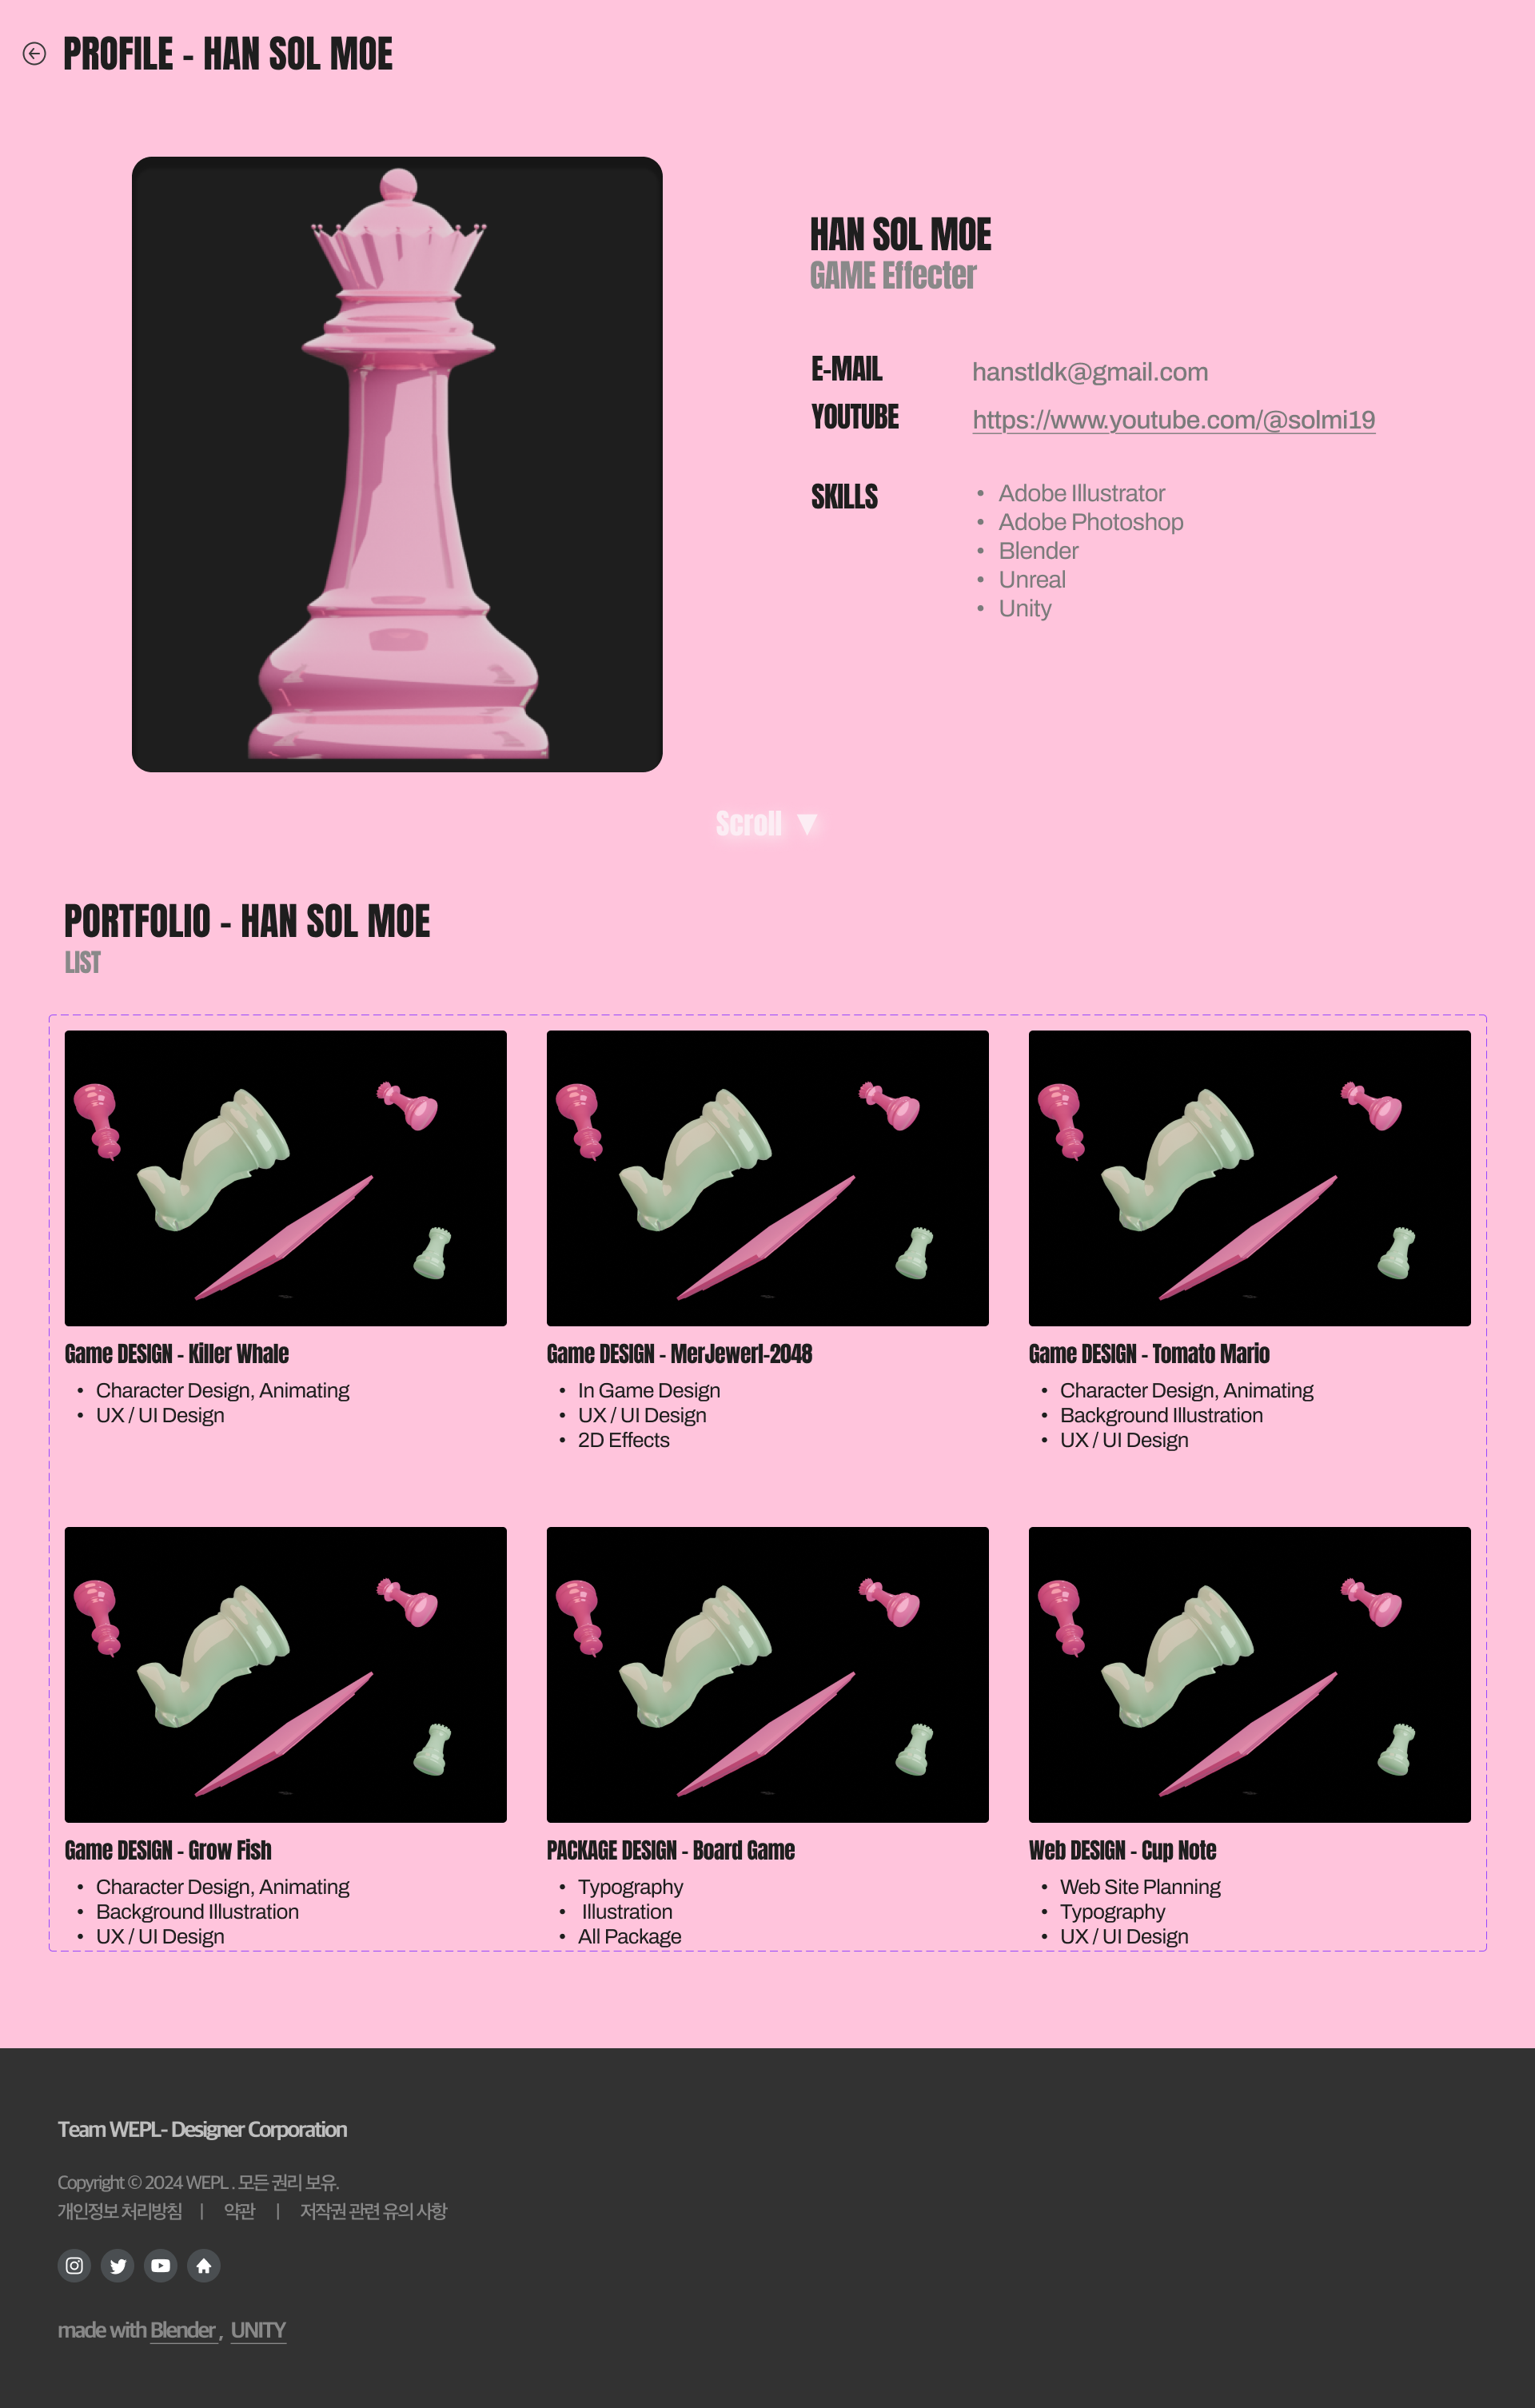 PROFILE - HAN SOL MOE
HAN SOL MOE
GAME Effecter
E-MAIL hanstldk@gmail.com
YOUTUBE https://www.youtube.com/@solmi19
SKILLS
• Adobe Illustrator
• Adobe Photoshop
• Blender
• Unreal
• Unity
Scroll ▼
PORTFOLIO - HAN SOL MOE
LIST
Game DESIGN - Killer Whale
• Character Design, Animating
• UX / UI Design
Game DESIGN - MerJewerl-2048
• In Game Design
• UX / UI Design
• 2D Effects
Game DESIGN - Tomato Mario
• Character Design, Animating
• Background Illustration
• UX / UI Design
Game DESIGN - Grow Fish
• Character Design, Animating
• Background Illustration
• UX / UI Design
PACKAGE DESIGN - Board Game
• Typography
• Illustration
• All Package
Web DESIGN - Cup Note
• Web Site Planning
• Typography
• UX / UI Design
Team WEPL- Designer Corporation
Copyright © 2024 WEPL . 모든 권리 보유.
개인정보 처리방침 | 약관 | 저작권 관련 유의 사항
made with Blender , UNITY